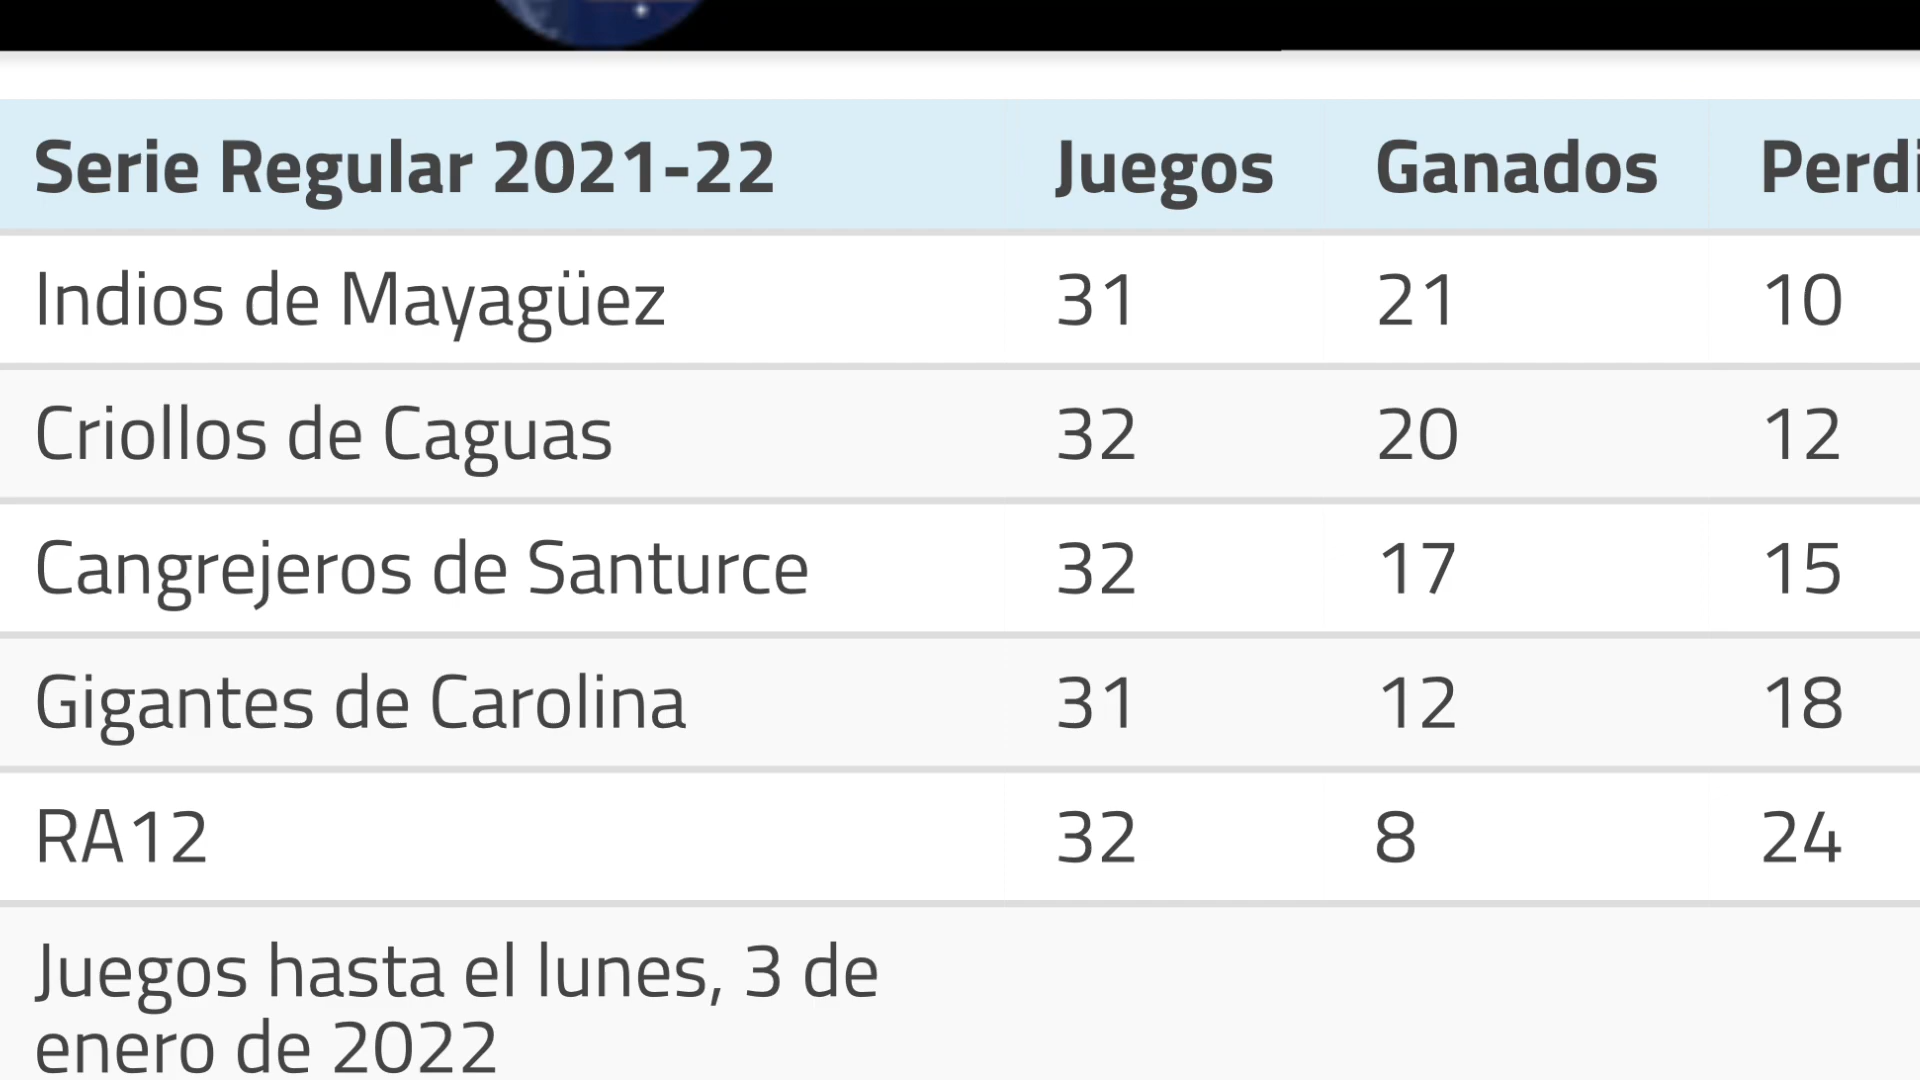 Serie Regular 2021-22 Juegos Ganados Perdi
Indios de Mayagüez 31 21 10
Criollos de Caguas 32 20 12
Cangrejeros de Santurce 32 17 15
Gigantes de Carolina 31 12 18
RA12 32 8 24
Juegos hasta el lunes, 3 de
enero de 2022